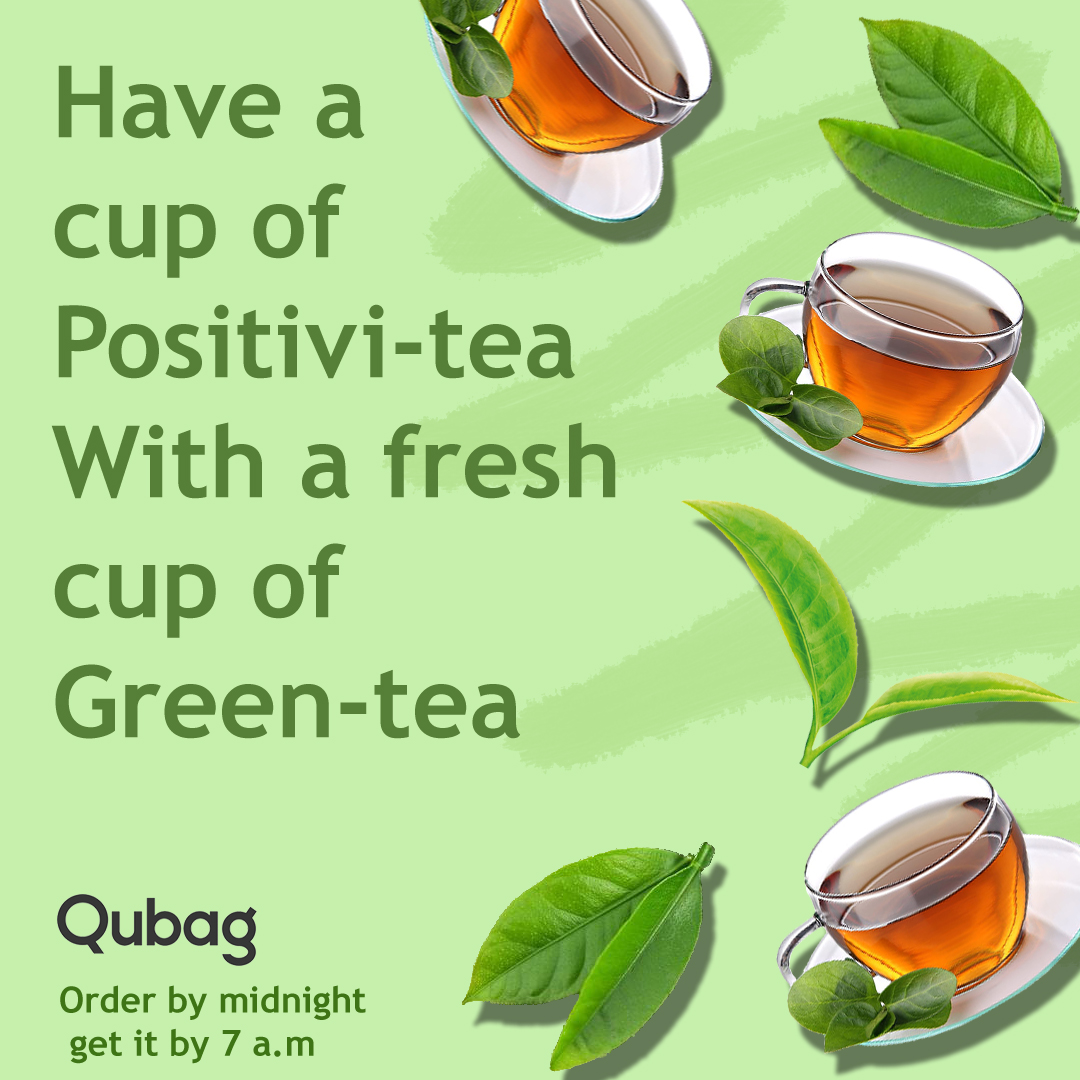 Have a
cup of
Positivi-tea
With a fresh
cup of
Green-tea
Qubag
Order by midnight
get it by 7 a.m